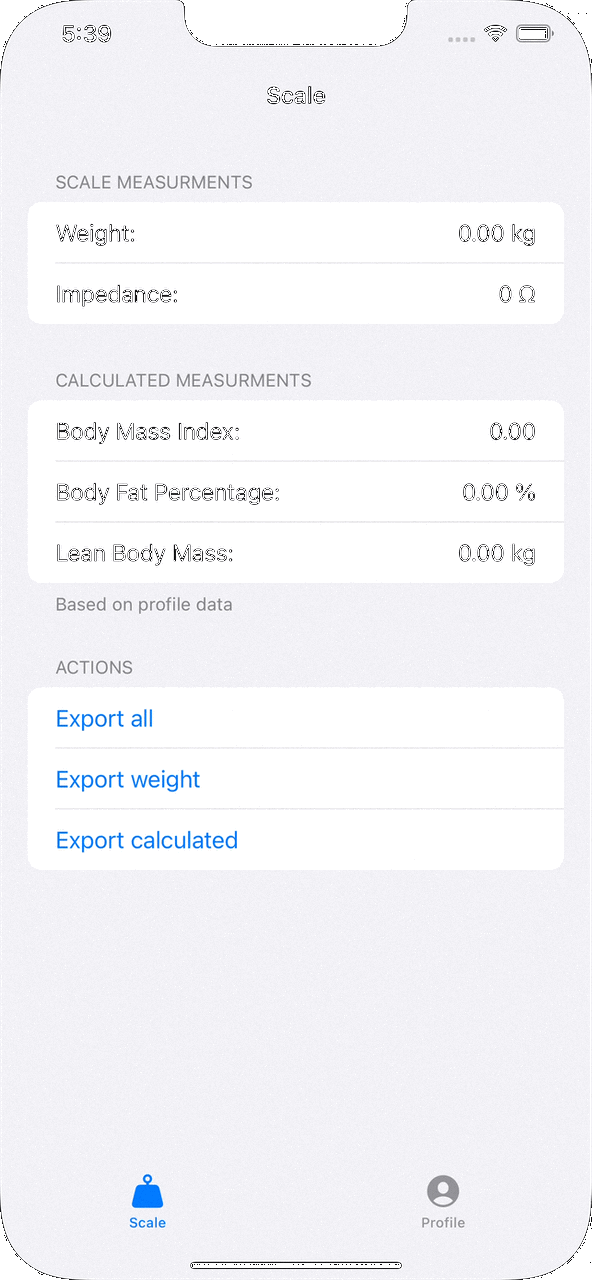 5:39
Scale
SCALE MEASURMENTS
Weight: 0.00 kg
Impedance: 0 Ω
CALCULATED MEASURMENTS
Body Mass Index: 0.00
Body Fat Percentage: 0.00 %
Lean Body Mass: 0.00 kg
Based on profile data
ACTIONS
Export all
Export weight
Export calculated
Scale Profile